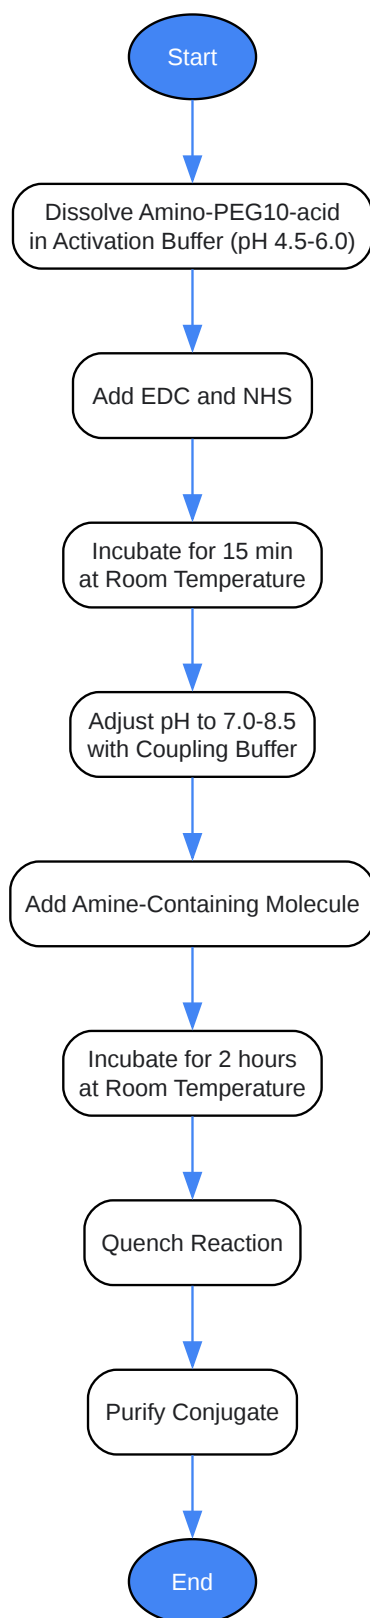 Start
Dissolve Amino-PEG10-acid
in Activation Buffer (pH 4.5-6.0)
Add EDC and NHS
Incubate for 15 min
at Room Temperature
Adjust pH to 7.0-8.5
with Coupling Buffer
Add Amine-Containing Molecule
Incubate for 2 hours
at Room Temperature
Quench Reaction
Purify Conjugate
End